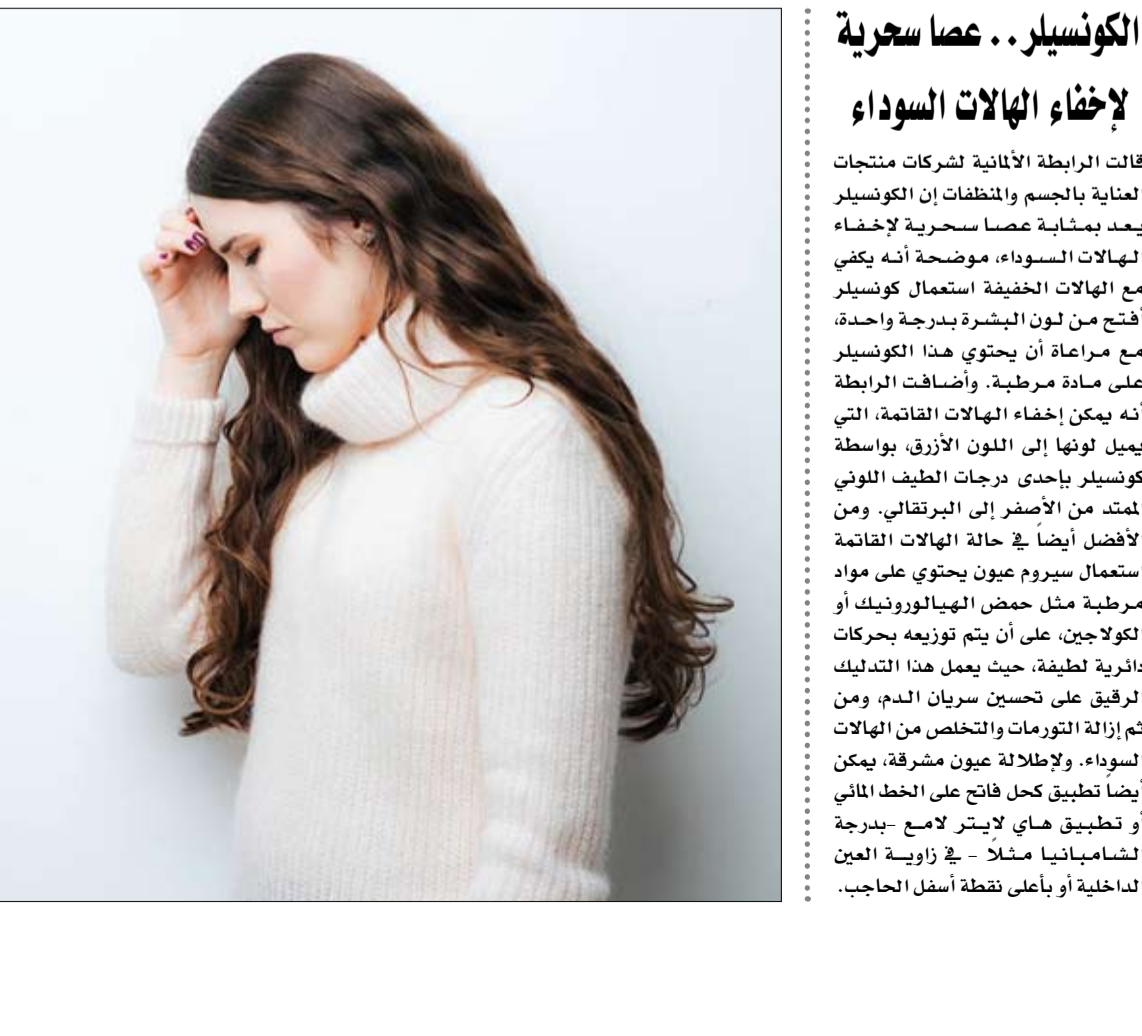 الكونسيلر.. عصا سحرية
لإخفاء الهالات السوداء
قالت الرابطة الألمانية لشركات منتجات
العناية بالجسم والمنظفات إن الكونسيلر
يعد بمثابة عصا سحرية لإخفاء
الهالات السوداء، موضحة أنه يكفي
مع الهالات الخفيفة استعمال كونسيلر
أفتح من لون البشرة بدرجة واحدة،
مع مراعاة أن يحتوي هذا الكونسيلر
على مادة مرطبة. وأضافت الرابطة
أنه يمكن إخفاء الهالات القاتمة، التي
يميل لونها إلى اللون الأزرق، بواسطة
كونسيلر بإحدى درجات الطيف اللوني
الممتد من الأصفر إلى البرتقالي. ومن
الأفضل أيضاً في حالة الهالات القاتمة
استعمال سيروم عيون يحتوي على مواد
مرطبة مثل حمض الهيالورونيك أو
الكولاجين، على أن يتم توزيعه بحركات
دائرية لطيفة، حيث يعمل هذا التدليك
الرقيق على تحسين سريان الدم، ومن
ثم إزالة التورمات والتخلص من الهالات
السوداء. ولإطلالة عيون مشرقة، يمكن
أيضاً تطبيق كحل فاتح على الخط المائي
أو تطبيق هاي لايتر لامع -بدرجة
الشامبانيا مثلاً - في زاوية العين
الداخلية أو بأعلى نقطة أسفل الحاجب.